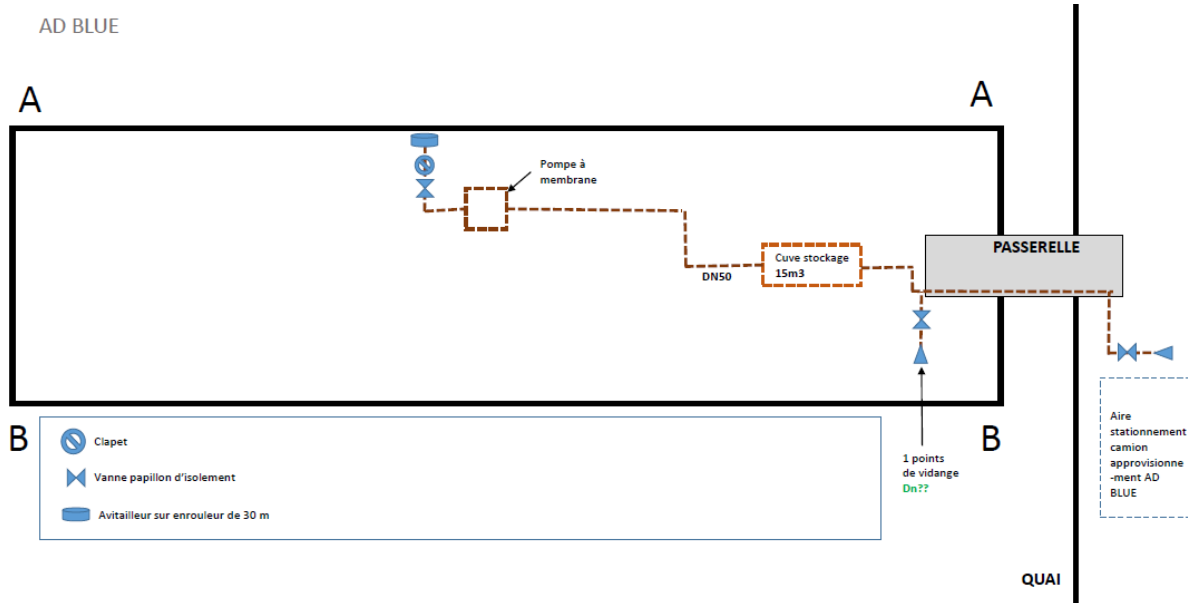 AD BLUE
A
A
Pompe à
membrane
PASSERELLE
Cuve stockage
15m3
DN50
B
B
Clapet
Vanne papillon d'isolement
Avitailleur sur enrouleur de 30 m
1 points
de vidange
Dn??
Aire
stationnement
camion
approvisionne
-ment AD
BLUE
QUAI